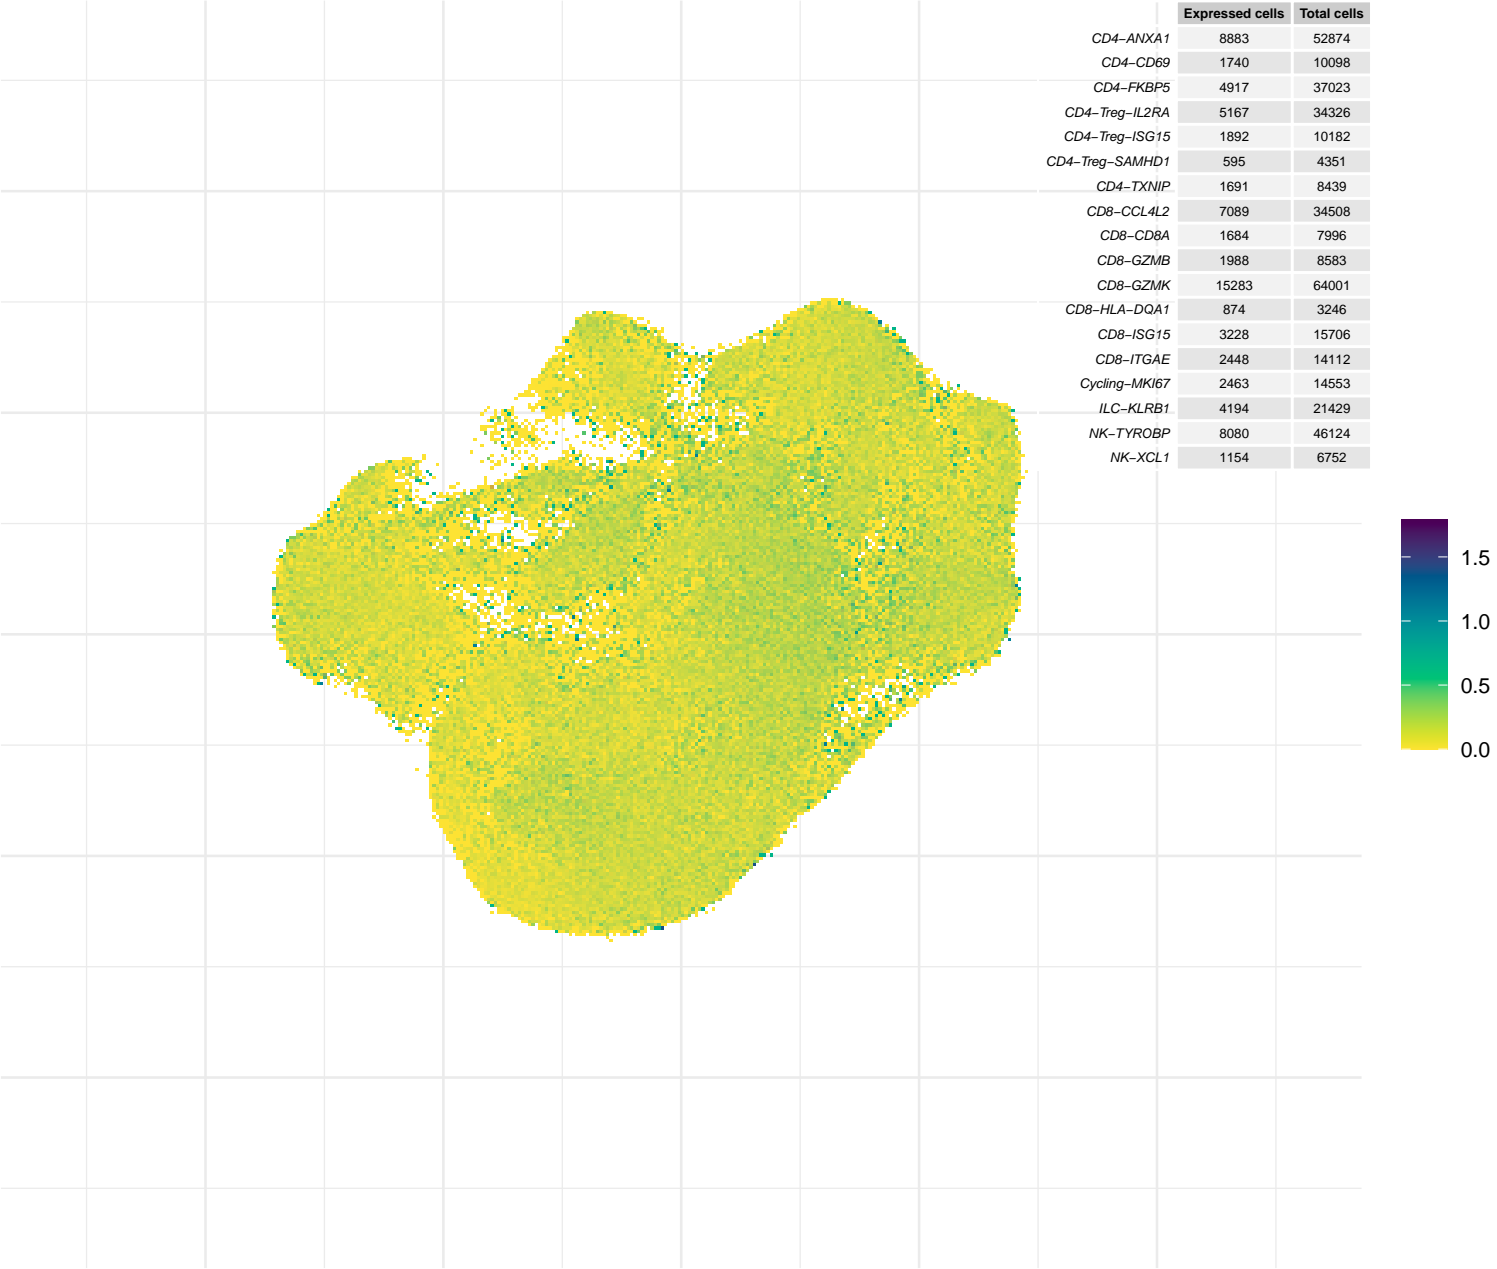 Expressed cells Total cells
CD4−ANXA1 8883 52874
CD4−CD69 1740 10098
CD4−FKBP5 4917 37023
CD4−Treg−IL2RA 5167 34326
CD4−Treg−ISG15 1892 10182
CD4−Treg−SAMHD1 595 4351
CD4−TXNIP 1691 8439
CD8−CCL4L2 7089 34508
CD8−CD8A 1684 7996
CD8−GZMB 1988 8583
CD8−GZMK 15283 64001
CD8−HLA−DQA1 874 3246
CD8−ISG15 3228 15706
CD8−ITGAE 2448 14112
Cycling−MKI67 2463 14553
ILC−KLRB1 4194 21429
NK−TYROBP 8080 46124
NK−XCL1 1154 6752
1.5
1.0
0.5
0.0